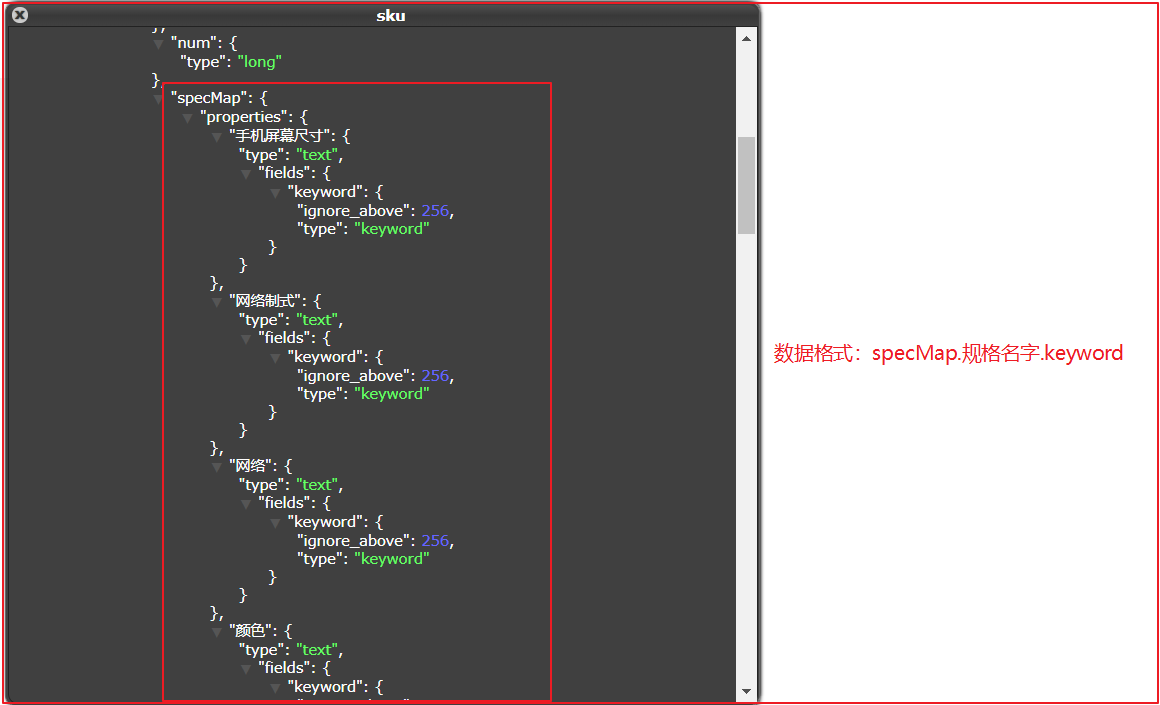 sku
},
"num": {
"type": "long"
},
"specMap": {
"properties": {
"手机屏幕尺寸": {
"type": "text",
"fields": {
"keyword": {
"ignore_above": 256,
"type": "keyword"
}
}
},
"网络制式": {
"type": "text",
"fields": {
"keyword": {
"ignore_above": 256,
"type": "keyword"
}
}
},
数据格式：specMap.规格名字.keyword
"网络": {
"type": "text",
"fields": {
"keyword": {
"ignore_above": 256,
"type": "keyword"
}
}
},
"颜色": {
"type": "text",
"fields": {
"keyword": {